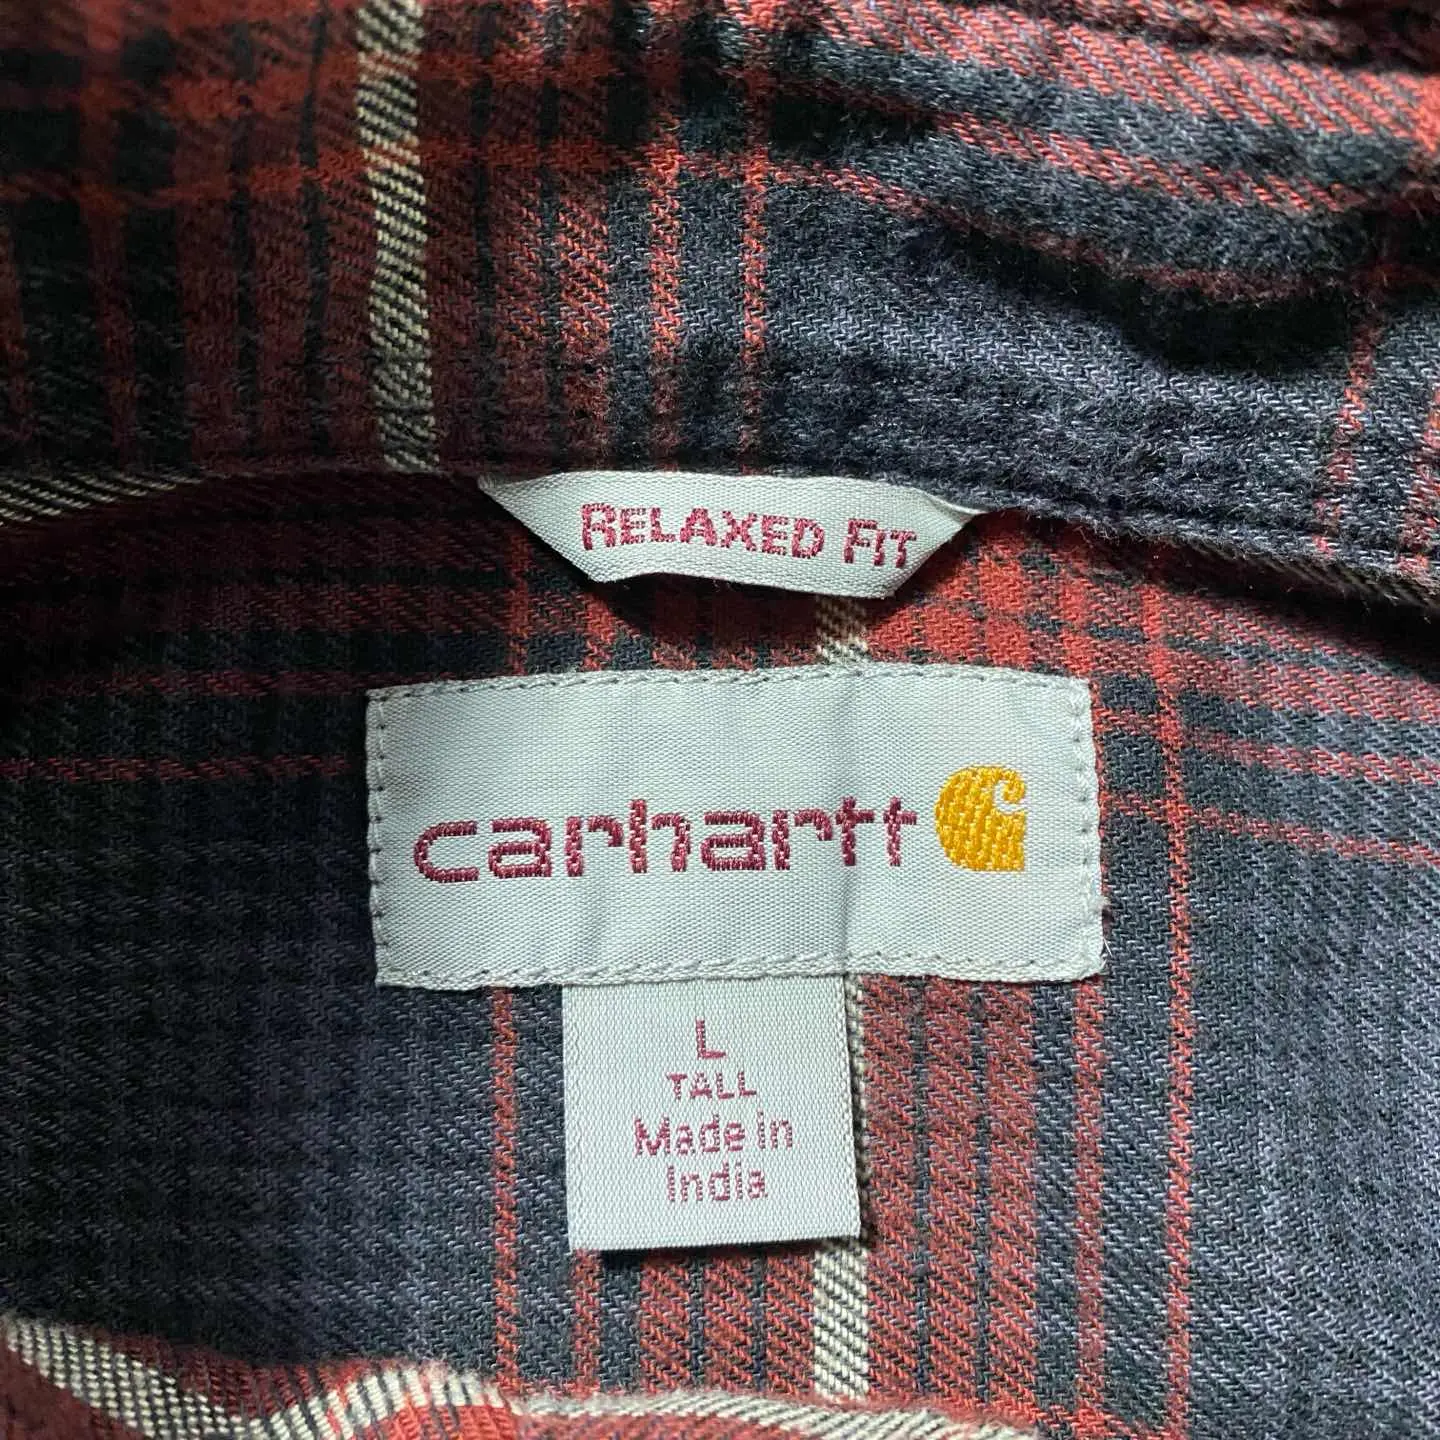 RELAXED FIT
carhartt
L
TALL
Made in
India